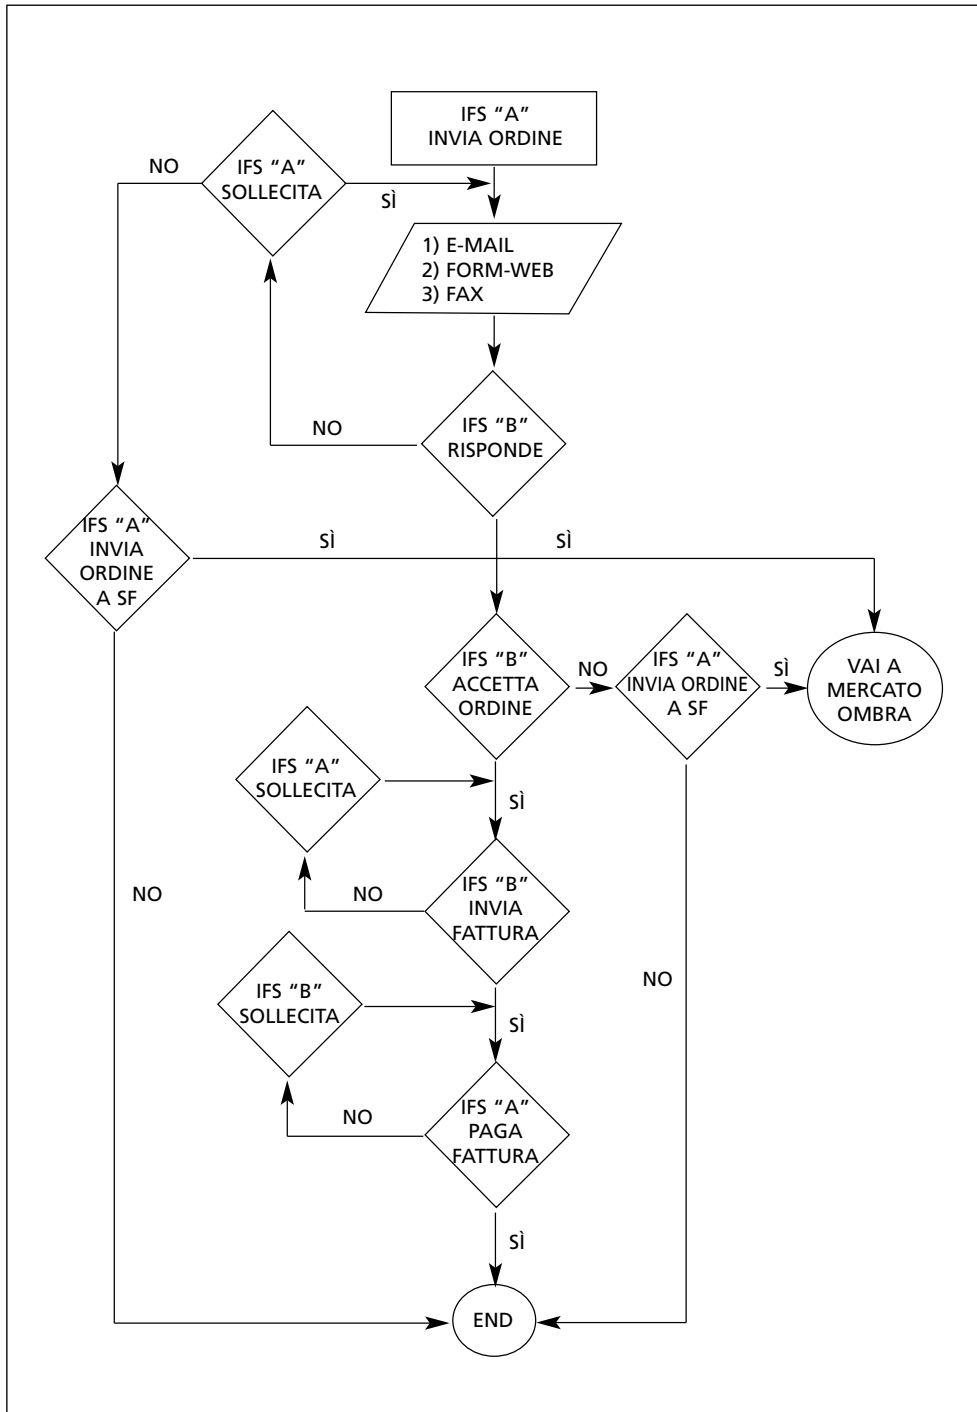 IFS “A”
INVIA ORDINE
NO
IFS “A”
SOLLECITA
SÌ
1) E-MAIL
2) FORM-WEB
3) FAX
NO
IFS “B”
RISPONDE
IFS “A”
INVIA
ORDINE
A SF
SÌ
SÌ
IFS “B”
ACCETTA
ORDINE
NO
IFS “A”
INVIA ORDINE
A SF
SÌ
VAI A
MERCATO
OMBRA
IFS “A”
SOLLECITA
SÌ
NO
NO
IFS “B”
INVIA
FATTURA
IFS “B”
SOLLECITA
SÌ
NO
NO
IFS “A”
PAGA
FATTURA
SÌ
END